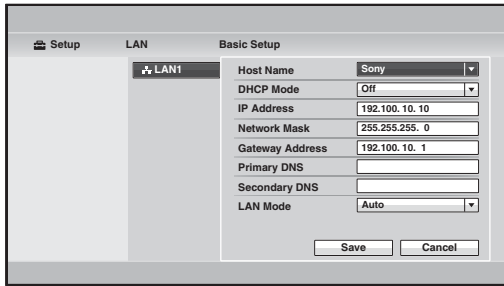 Setup LAN Basic Setup
LAN1
Host Name Sony
DHCP Mode Off
IP Address 192.100. 10. 10
Network Mask 255.255.255. 0
Gateway Address 192.100. 10. 1
Primary DNS
Secondary DNS
LAN Mode Auto
Save Cancel